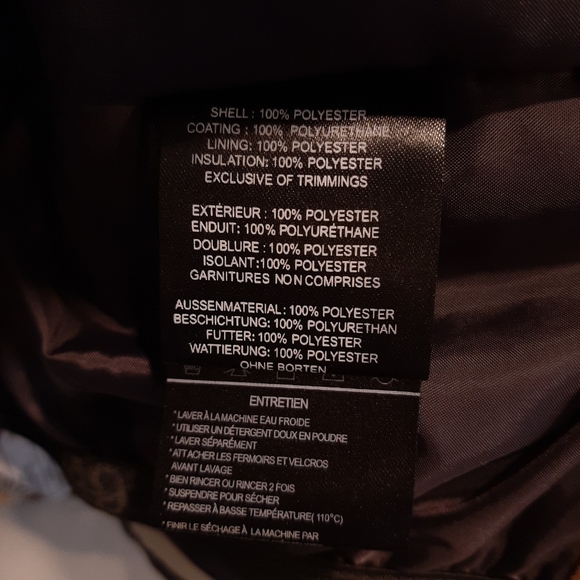 SHELL : 100% POLYESTER
COATING : 100% POLYURETHANE
LINING: 100% POLYESTER
INSULATION: 100% POLYESTER
EXCLUSIVE OF TRIMMINGS
EXTÉRIEUR : 100% POLYESTER
ENDUIT: 100% POLYURÉTHANE
DOUBLURE : 100% POLYESTER
ISOLANT:100% POLYESTER
GARNITURES NON COMPRISES
AUSSENMATERIAL: 100% POLYESTER
BESCHICHTUNG: 100% POLYURETHAN
FUTTER: 100% POLYESTER
WATTIERUNG: 100% POLYESTER
OHNE BORTEN
ENTRETIEN
* LAVER À LA MACHINE EAU FROIDE
* UTILISER UN DÉTERGENT DOUX EN POUDRE
* LAVER SÉPARÉMENT
* ATTACHER LES FERMOIRS ET VELCROS
AVANT LAVAGE
* BIEN RINCER OU RINCER 2 FOIS
* SUSPENDRE POUR SÉCHER
* REPASSER À BASSE TEMPÉRATURE( 110°C)
* FINIR LE SÉCHAGE À LA MACHINE PAR